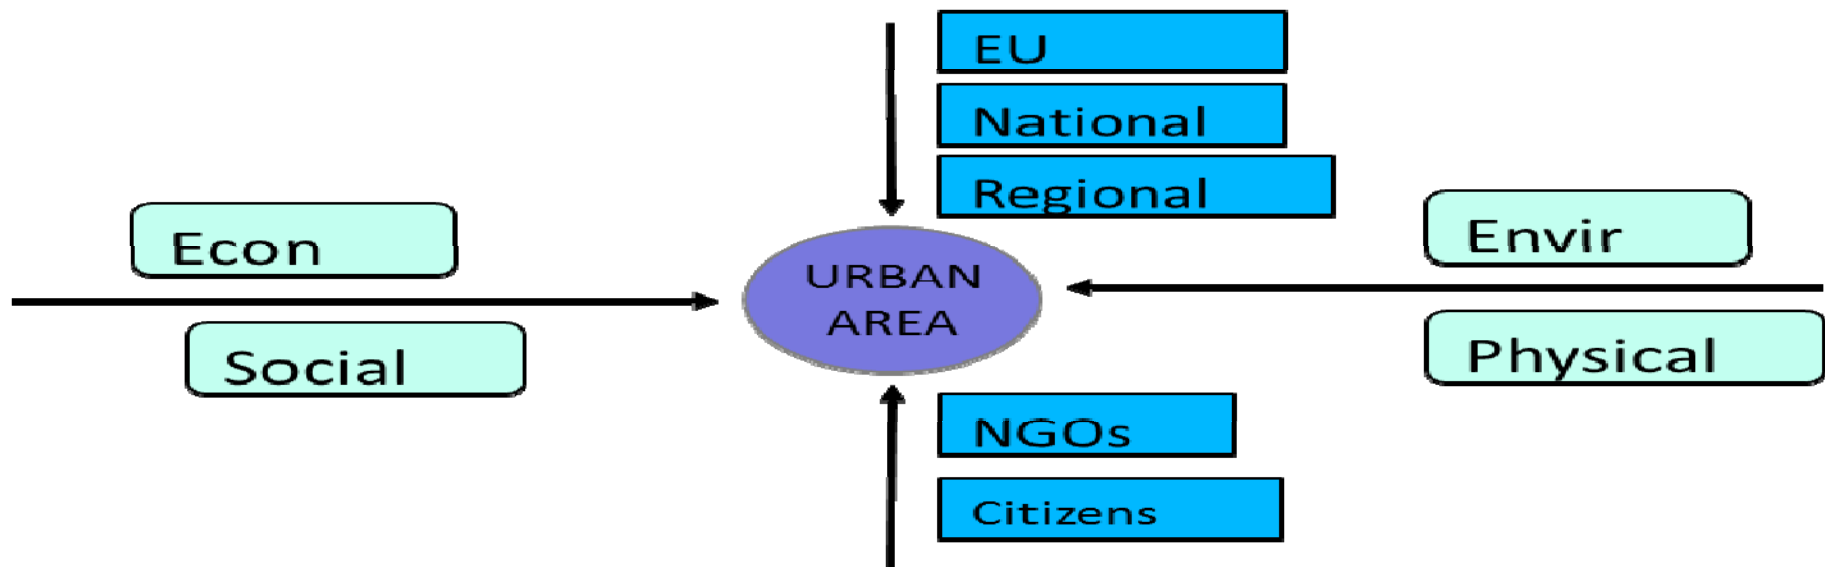 EU
National
Regional
Econ
Envir
URBAN
AREA
Social
Physical
NGOs
Citizens